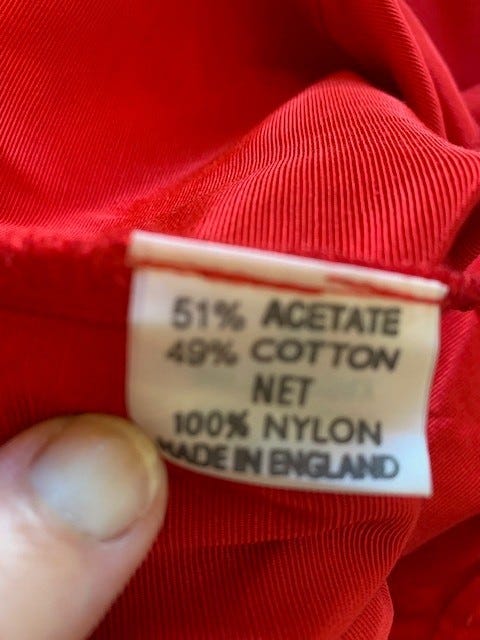 51% ACETATE
49% COTTON
NET
100% NYLON
MADE IN ENGLAND